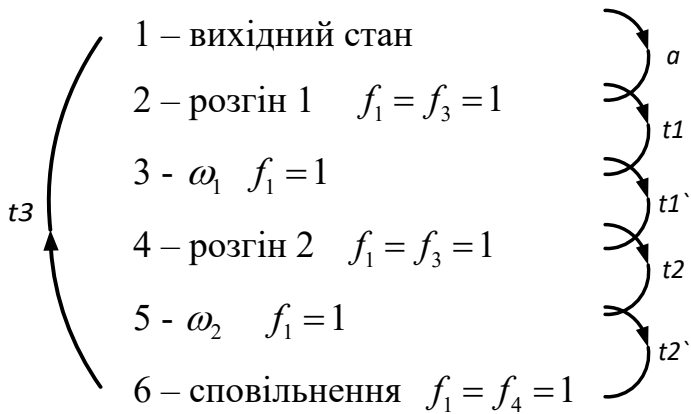 1 – вихідний стан
a
2 – розгін 1 f₁ = f₃ = 1
t1
3 - ω₁ f₁ = 1
t1`
t3
4 – розгін 2 f₁ = f₃ = 1
t2
5 - ω₂ f₁ = 1
t2`
6 – сповільнення f₁ = f₄ = 1